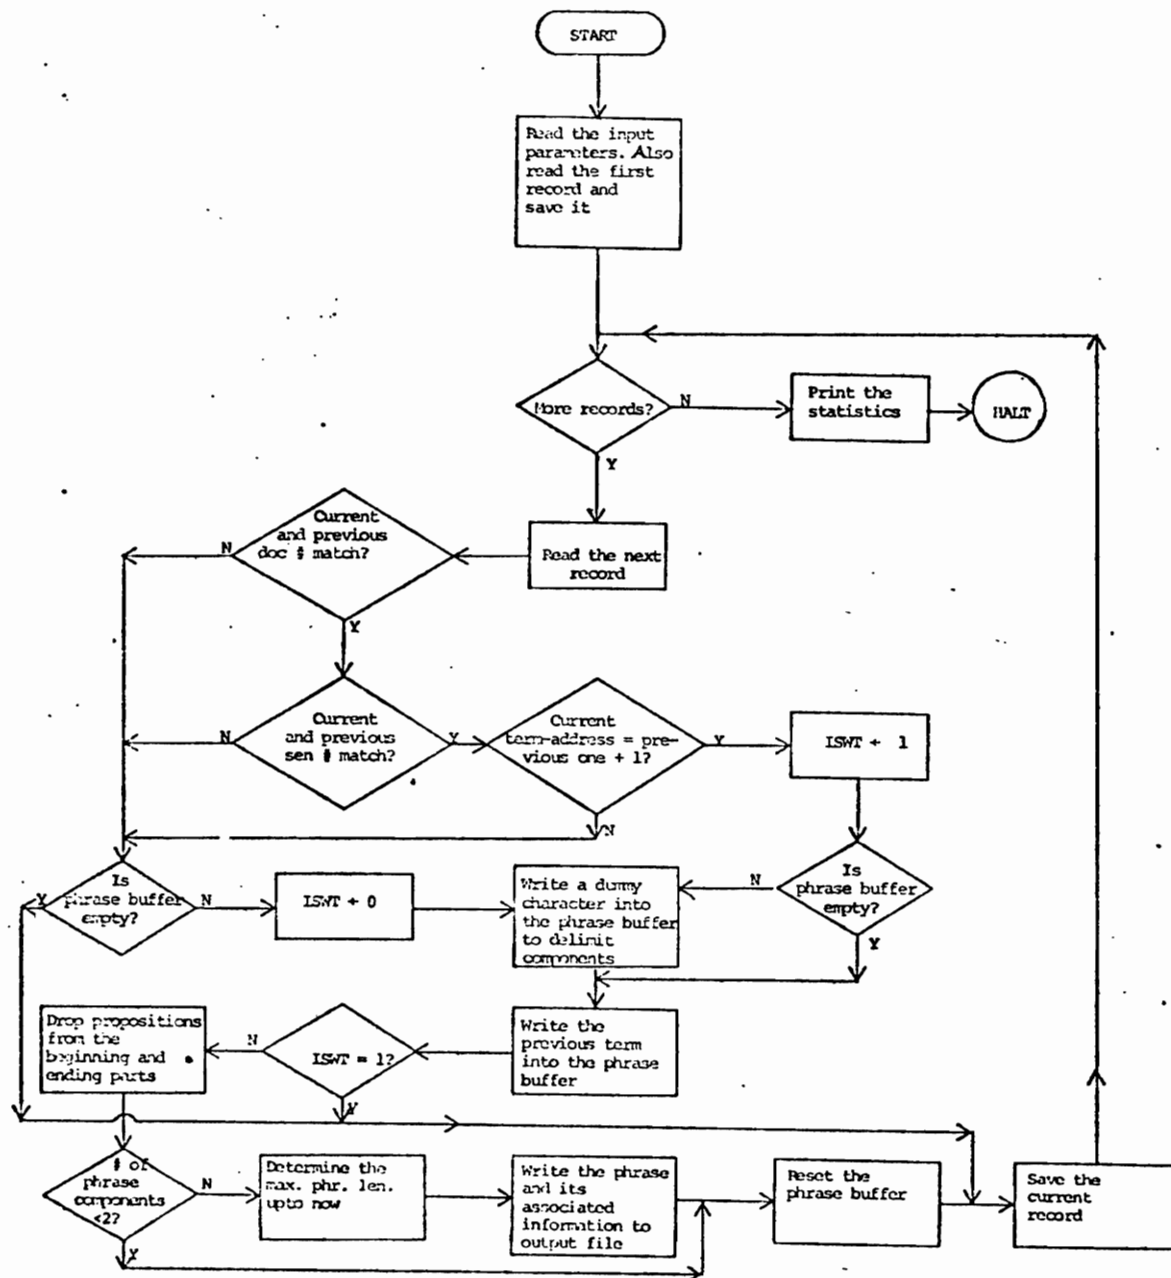 START
Read the input
parameters. Also
read the first
record and
save it
More records?
N
Print the
statistics
HALT
Y
Current
and previous
doc # match?
N
Read the next
record
Y
Current
and previous
sen # match?
N
Y
Current
term-address = pre-
vious one + 1?
Y
ISWT ← 1
N
Is
phrase buffer
empty?
Y
N
ISWT ← 0
Write a dummy
character into
the phrase buffer
to delimit
components
N
Is
phrase buffer
empty?
Y
Drop propositions
from the
beginning and
ending parts
N
ISWT = 1?
Y
Write the
previous term
into the phrase
buffer
# of
phrase
components
<2?
N
Y
Determine the
max. phr. len.
upto now
Write the phrase
and its
associated
information to
output file
Reset the
phrase buffer
Save the
current
record